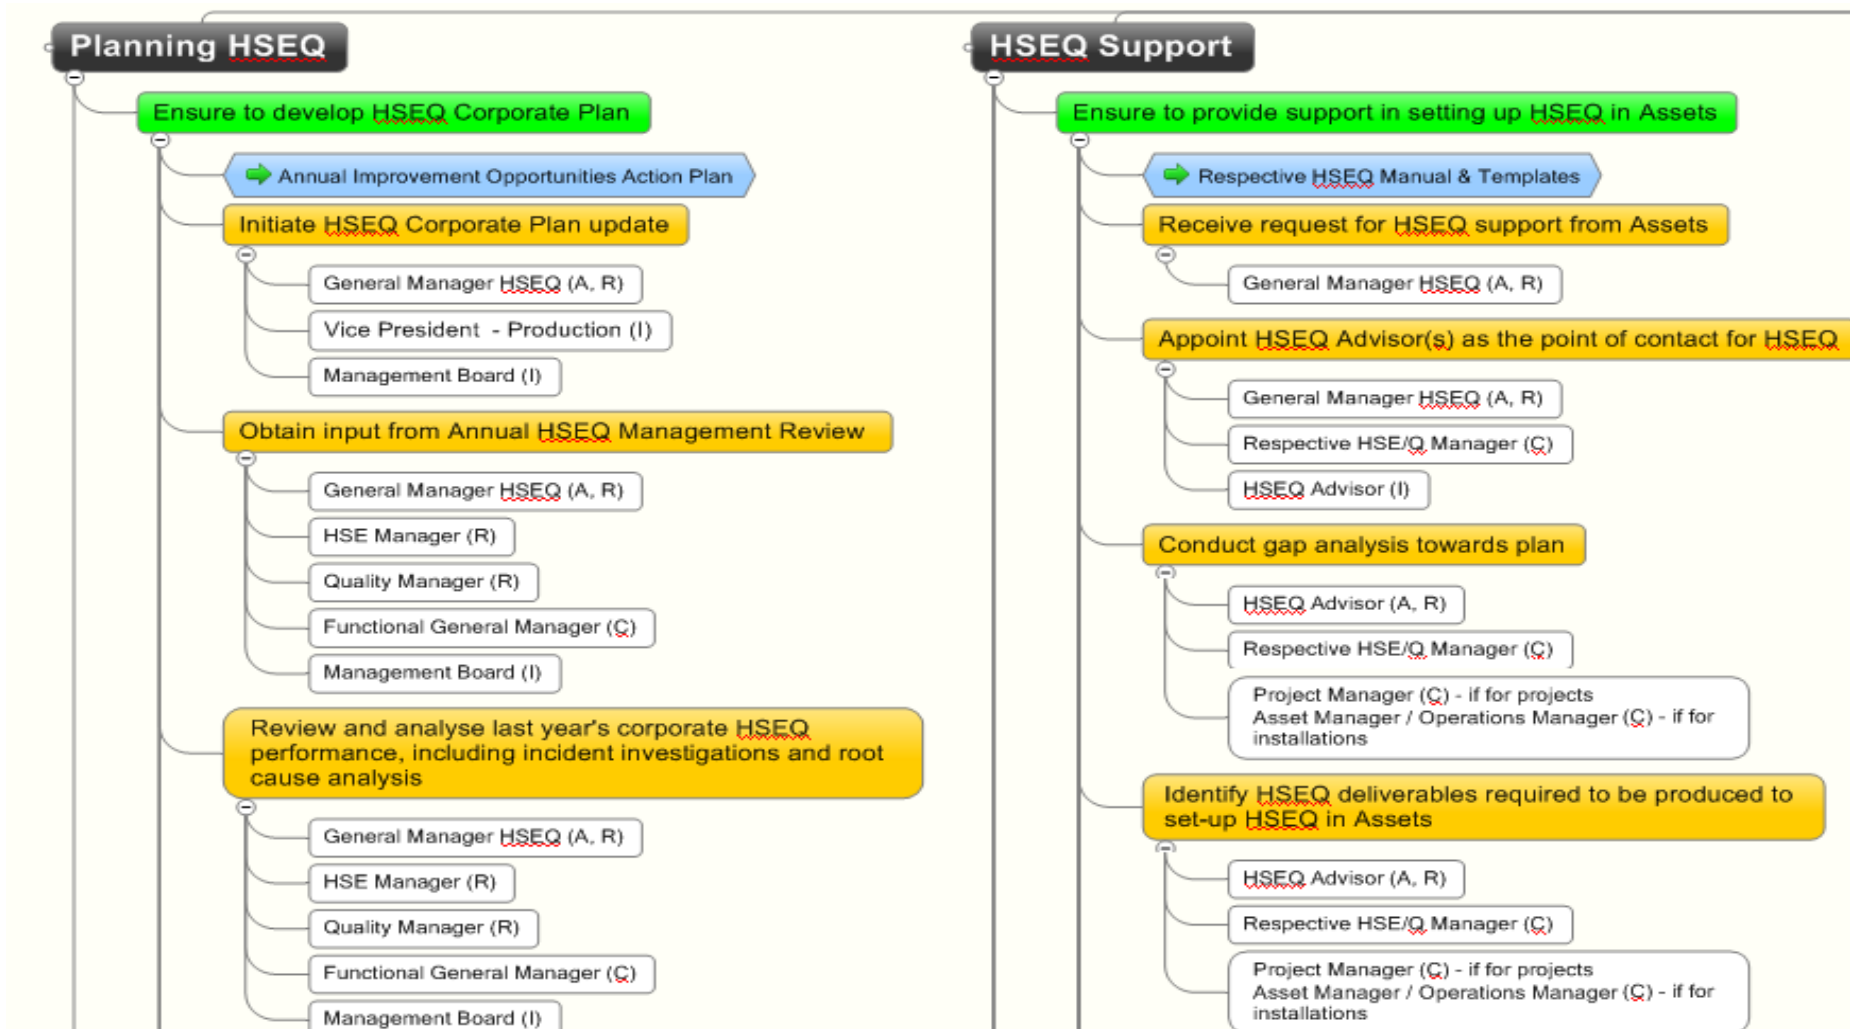 Planning HSEQ
Ensure to develop HSEQ Corporate Plan
Annual Improvement Opportunities Action Plan
Initiate HSEQ Corporate Plan update
General Manager HSEQ (A, R)
Vice President - Production (I)
Management Board (I)
Obtain input from Annual HSEQ Management Review
General Manager HSEQ (A, R)
HSE Manager (R)
Quality Manager (R)
Functional General Manager (C)
Management Board (I)
Review and analyse last year's corporate HSEQ
performance, including incident investigations and root
cause analysis
General Manager HSEQ (A, R)
HSE Manager (R)
Quality Manager (R)
Functional General Manager (C)
Management Board (I)
HSEQ Support
Ensure to provide support in setting up HSEQ in Assets
Respective HSEQ Manual & Templates
Receive request for HSEQ support from Assets
General Manager HSEQ (A, R)
Appoint HSEQ Advisor(s) as the point of contact for HSEQ
General Manager HSEQ (A, R)
Respective HSE/Q Manager (C)
HSEQ Advisor (I)
Conduct gap analysis towards plan
HSEQ Advisor (A, R)
Respective HSE/Q Manager (C)
Project Manager (C) - if for projects
Asset Manager / Operations Manager (C) - if for
installations
Identify HSEQ deliverables required to be produced to
set-up HSEQ in Assets
HSEQ Advisor (A, R)
Respective HSE/Q Manager (C)
Project Manager (C) - if for projects
Asset Manager / Operations Manager (C) - if for
installations